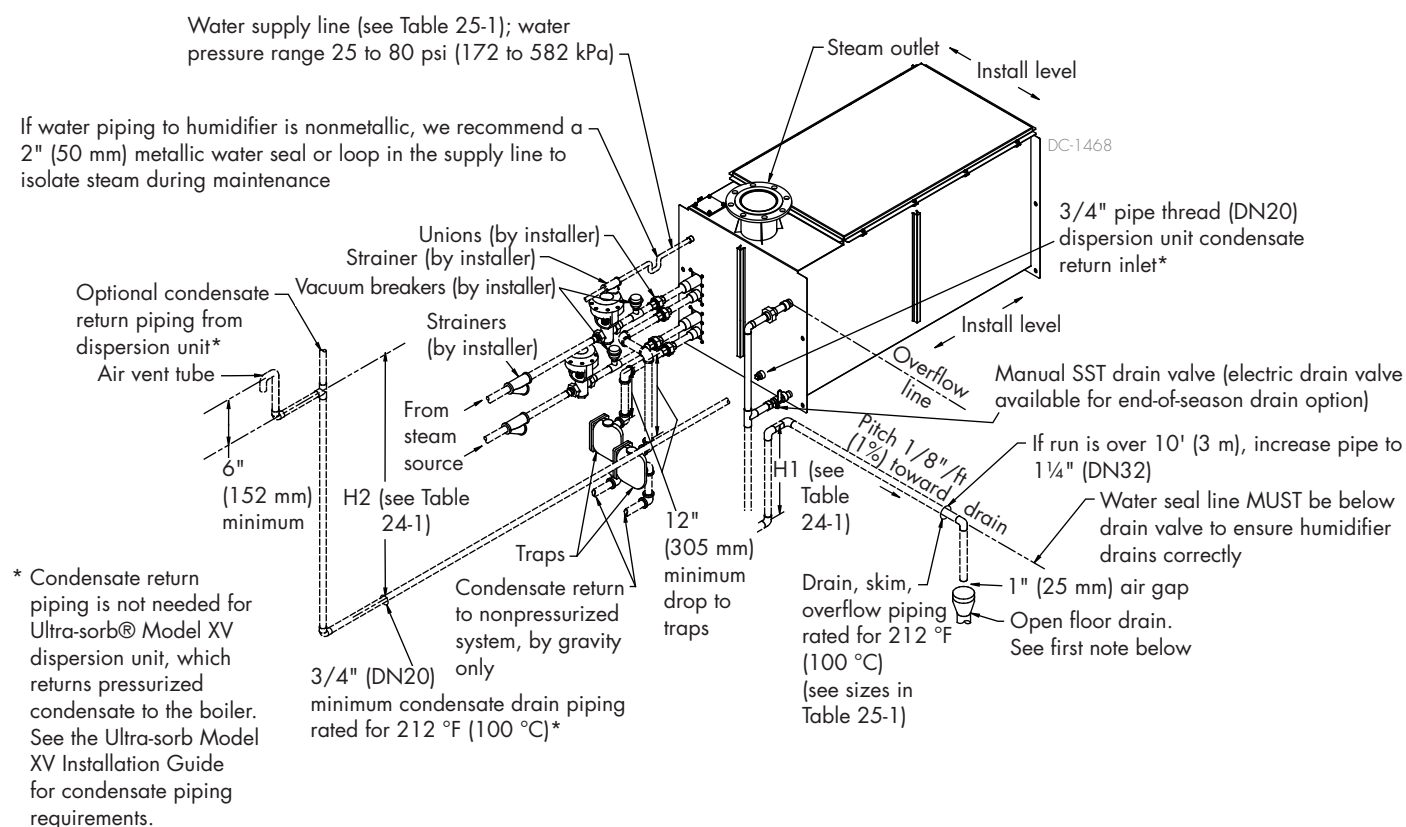 Water supply line (see Table 25-1); water
pressure range 25 to 80 psi (172 to 582 kPa)
Steam outlet
Install level
If water piping to humidifier is nonmetallic, we recommend a
2" (50 mm) metallic water seal or loop in the supply line to
isolate steam during maintenance
DC-1468
3/4" pipe thread (DN20)
dispersion unit condensate
return inlet*
Unions (by installer)
Strainer (by installer)
Vacuum breakers (by installer)
Optional condensate
return piping from
dispersion unit*
Air vent tube
Strainers
(by installer)
Install level
Overflow
line
Manual SST drain valve (electric drain valve
available for end-of-season drain option)
From
steam
source
Pitch 1/8"/ft
(1%) toward
drain
If run is over 10' (3 m), increase pipe to
1¼" (DN32)
6"
(152 mm)
minimum
H2 (see Table
24-1)
H1 (see
Table
24-1)
Water seal line MUST be below
drain valve to ensure humidifier
drains correctly
12"
(305 mm)
minimum
drop to
traps
Traps
Condensate return
to nonpressurized
system, by gravity
only
Drain, skim,
overflow piping
rated for 212 °F
(100 °C)
(see sizes in
Table 25-1)
1" (25 mm) air gap
Open floor drain.
See first note below
* Condensate return
piping is not needed for
Ultra-sorb® Model XV
dispersion unit, which
returns pressurized
condensate to the boiler.
See the Ultra-sorb Model
XV Installation Guide
for condensate piping
requirements.
3/4" (DN20)
minimum condensate drain piping
rated for 212 °F (100 °C)*